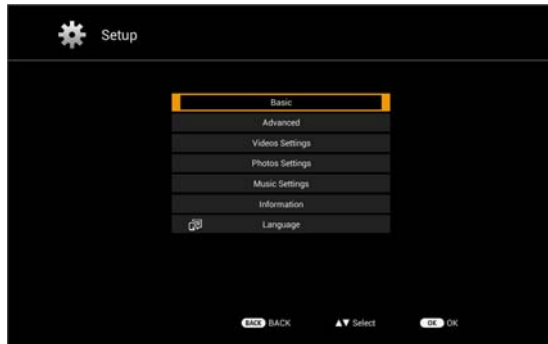 Setup
Basic
Advanced
Videos Settings
Photos Settings
Music Settings
Information
Language
BACK BACK ▲▼ Select OK OK